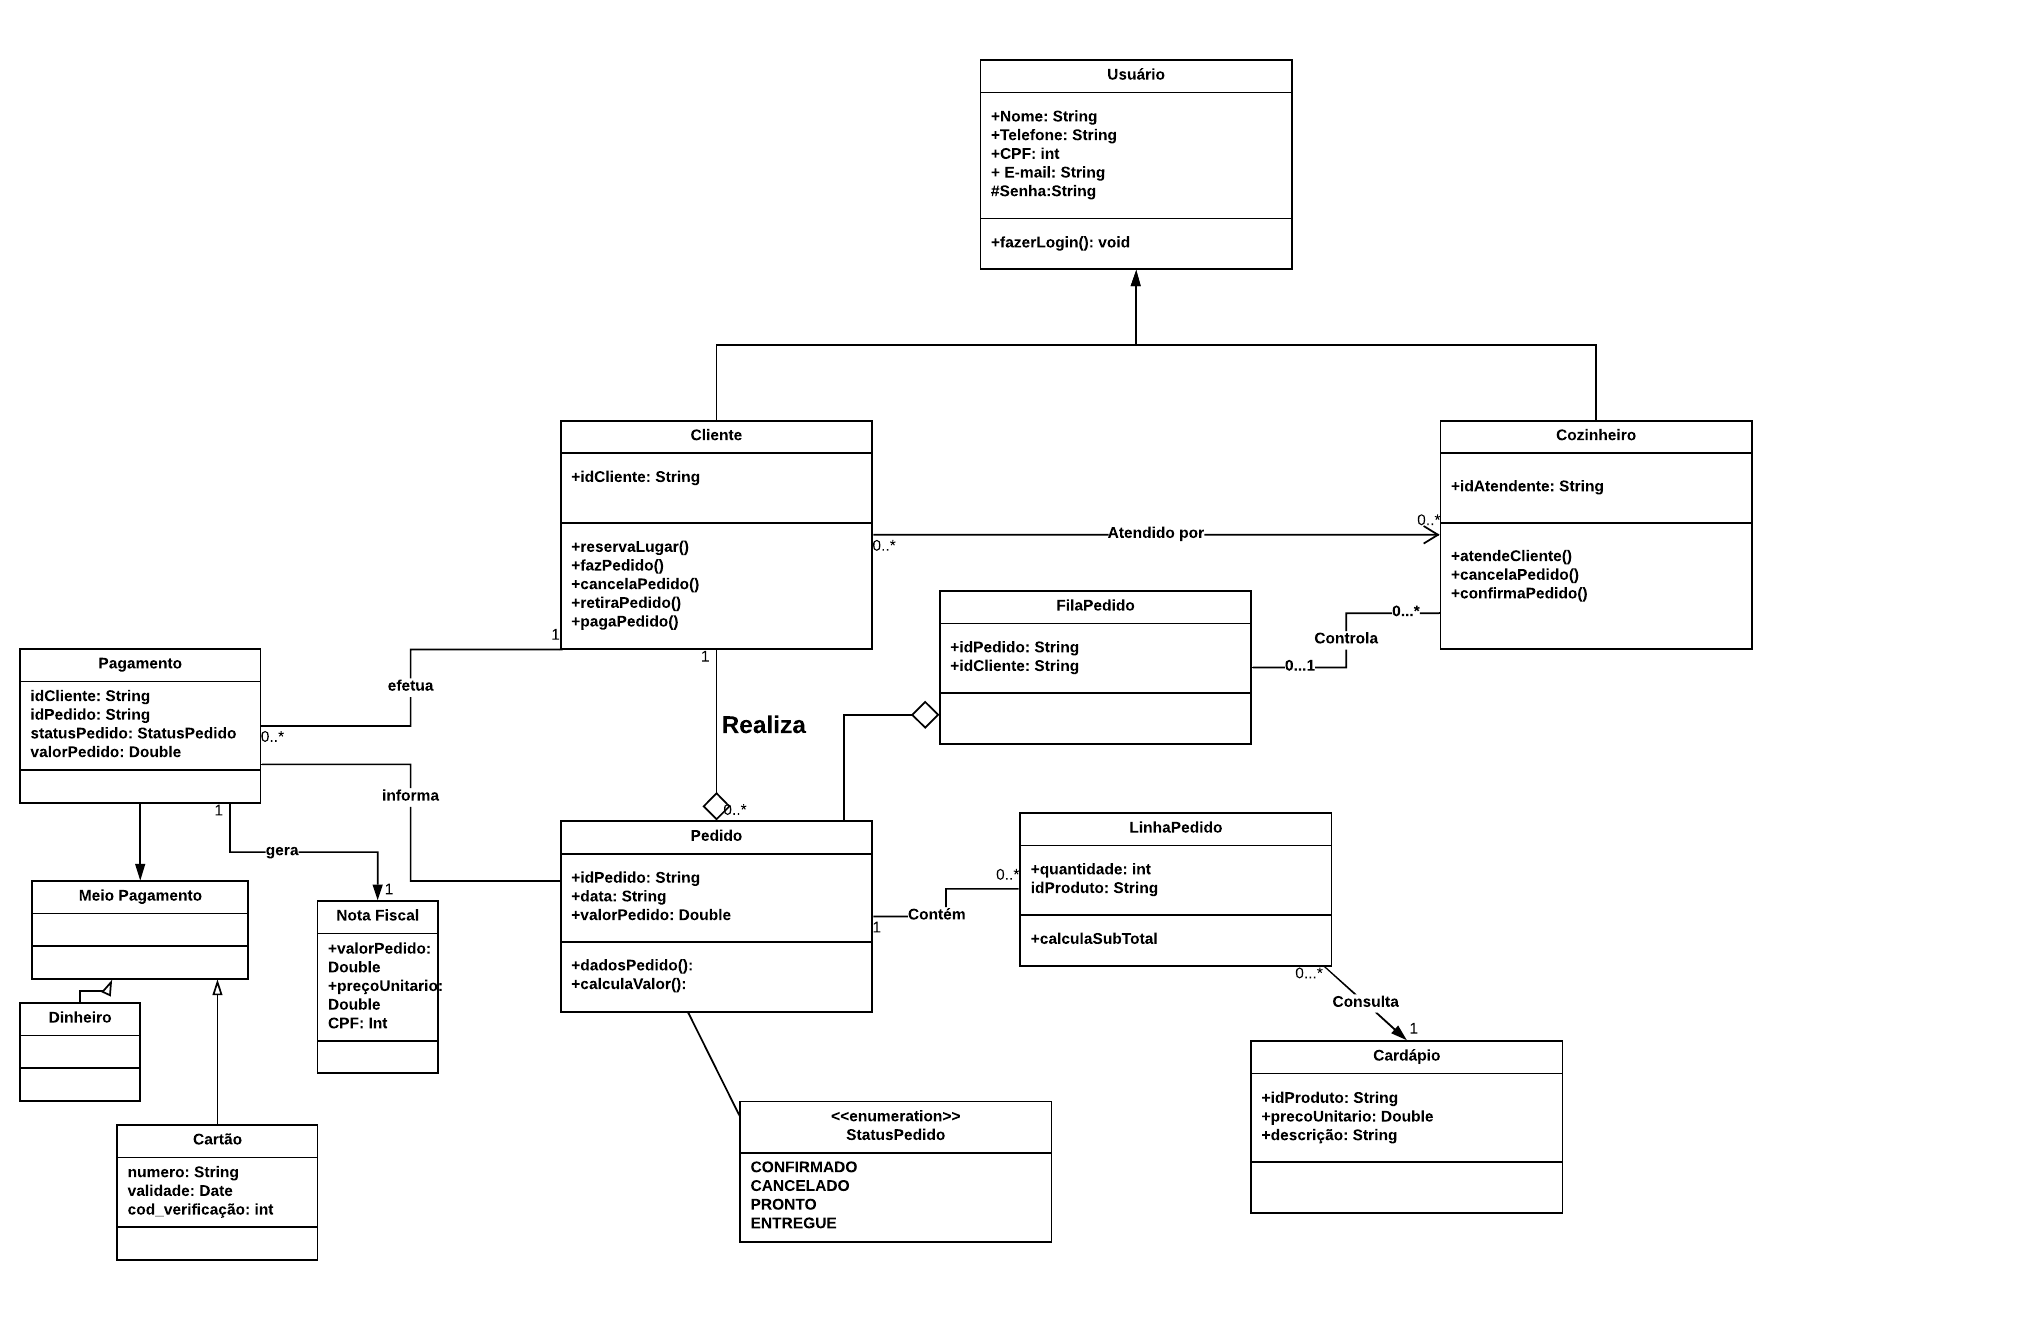 Usuário
+Nome: String
+Telefone: String
+CPF: int
+ E-mail: String
#Senha:String
+fazerLogin(): void
Cliente
+idCliente: String
+reservaLugar()
+fazPedido()
+cancelaPedido()
+retiraPedido()
+pagaPedido()
Cozinheiro
+idAtendente: String
+atendeCliente()
+cancelaPedido()
+confirmaPedido()
0..*
Atendido por
0..*
FilaPedido
+idPedido: String
+idCliente: String
0...*
Controla
0...1
1
efetua
0..*
Pagamento
idCliente: String
idPedido: String
statusPedido: StatusPedido
valorPedido: Double
1
Realiza
0..*
informa
1
gera
1
Pedido
+idPedido: String
+data: String
+valorPedido: Double
+dadosPedido():
+calculaValor():
0..*
Contém
1
LinhaPedido
+quantidade: int
idProduto: String
+calculaSubTotal
0...*
Consulta
1
Meio Pagamento
Nota Fiscal
+valorPedido:
Double
+preçoUnitario:
Double
CPF: Int
Dinheiro
Cartão
numero: String
validade: Date
cod_verificação: int
<<enumeration>>
StatusPedido
CONFIRMADO
CANCELADO
PRONTO
ENTREGUE
Cardápio
+idProduto: String
+precoUnitario: Double
+descrição: String